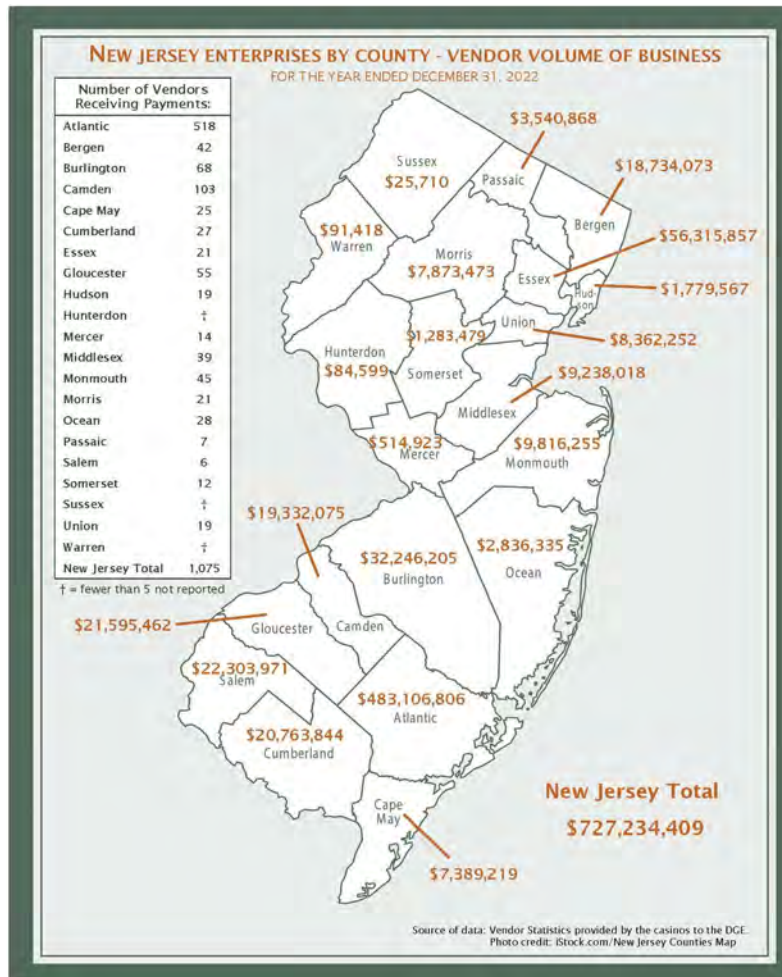 NEW JERSEY ENTERPRISES BY COUNTY - VENDOR VOLUME OF BUSINESS
FOR THE YEAR ENDED DECEMBER 31, 2022
Number of Vendors
Receiving Payments:
Atlantic 518
Bergen 42
Burlington 68
Camden 103
Cape May 25
Cumberland 27
Essex 21
Gloucester 55
Hudson 19
Hunterdon †
Mercer 14
Middlesex 39
Monmouth 45
Morris 21
Ocean 28
Passaic 7
Salem 6
Somerset 12
Sussex †
Union 19
Warren †
New Jersey Total 1,075
† = fewer than 5 not reported
$3,540,868
Passaic
Sussex
$25,710
$18,734,073
Bergen
$91,418
Warren
$56,315,857
Essex
Morris
$7,873,473
$1,779,567
Hud-
son
Union
$8,362,252
$1,283,479
Somerset
Hunterdon
$84,599
$9,238,018
Middlesex
$514,923
Mercer
$9,816,255
Monmouth
$19,332,075
Camden
$32,246,205
Burlington
$2,836,335
Ocean
$21,595,462
Gloucester
$22,303,971
Salem
$483,106,806
Atlantic
$20,763,844
Cumberland
Cape
May
$7,389,219
New Jersey Total
$727,234,409
Source of data: Vendor Statistics provided by the casinos to the DGE.
Photo credit: iStock.com/New Jersey Counties Map